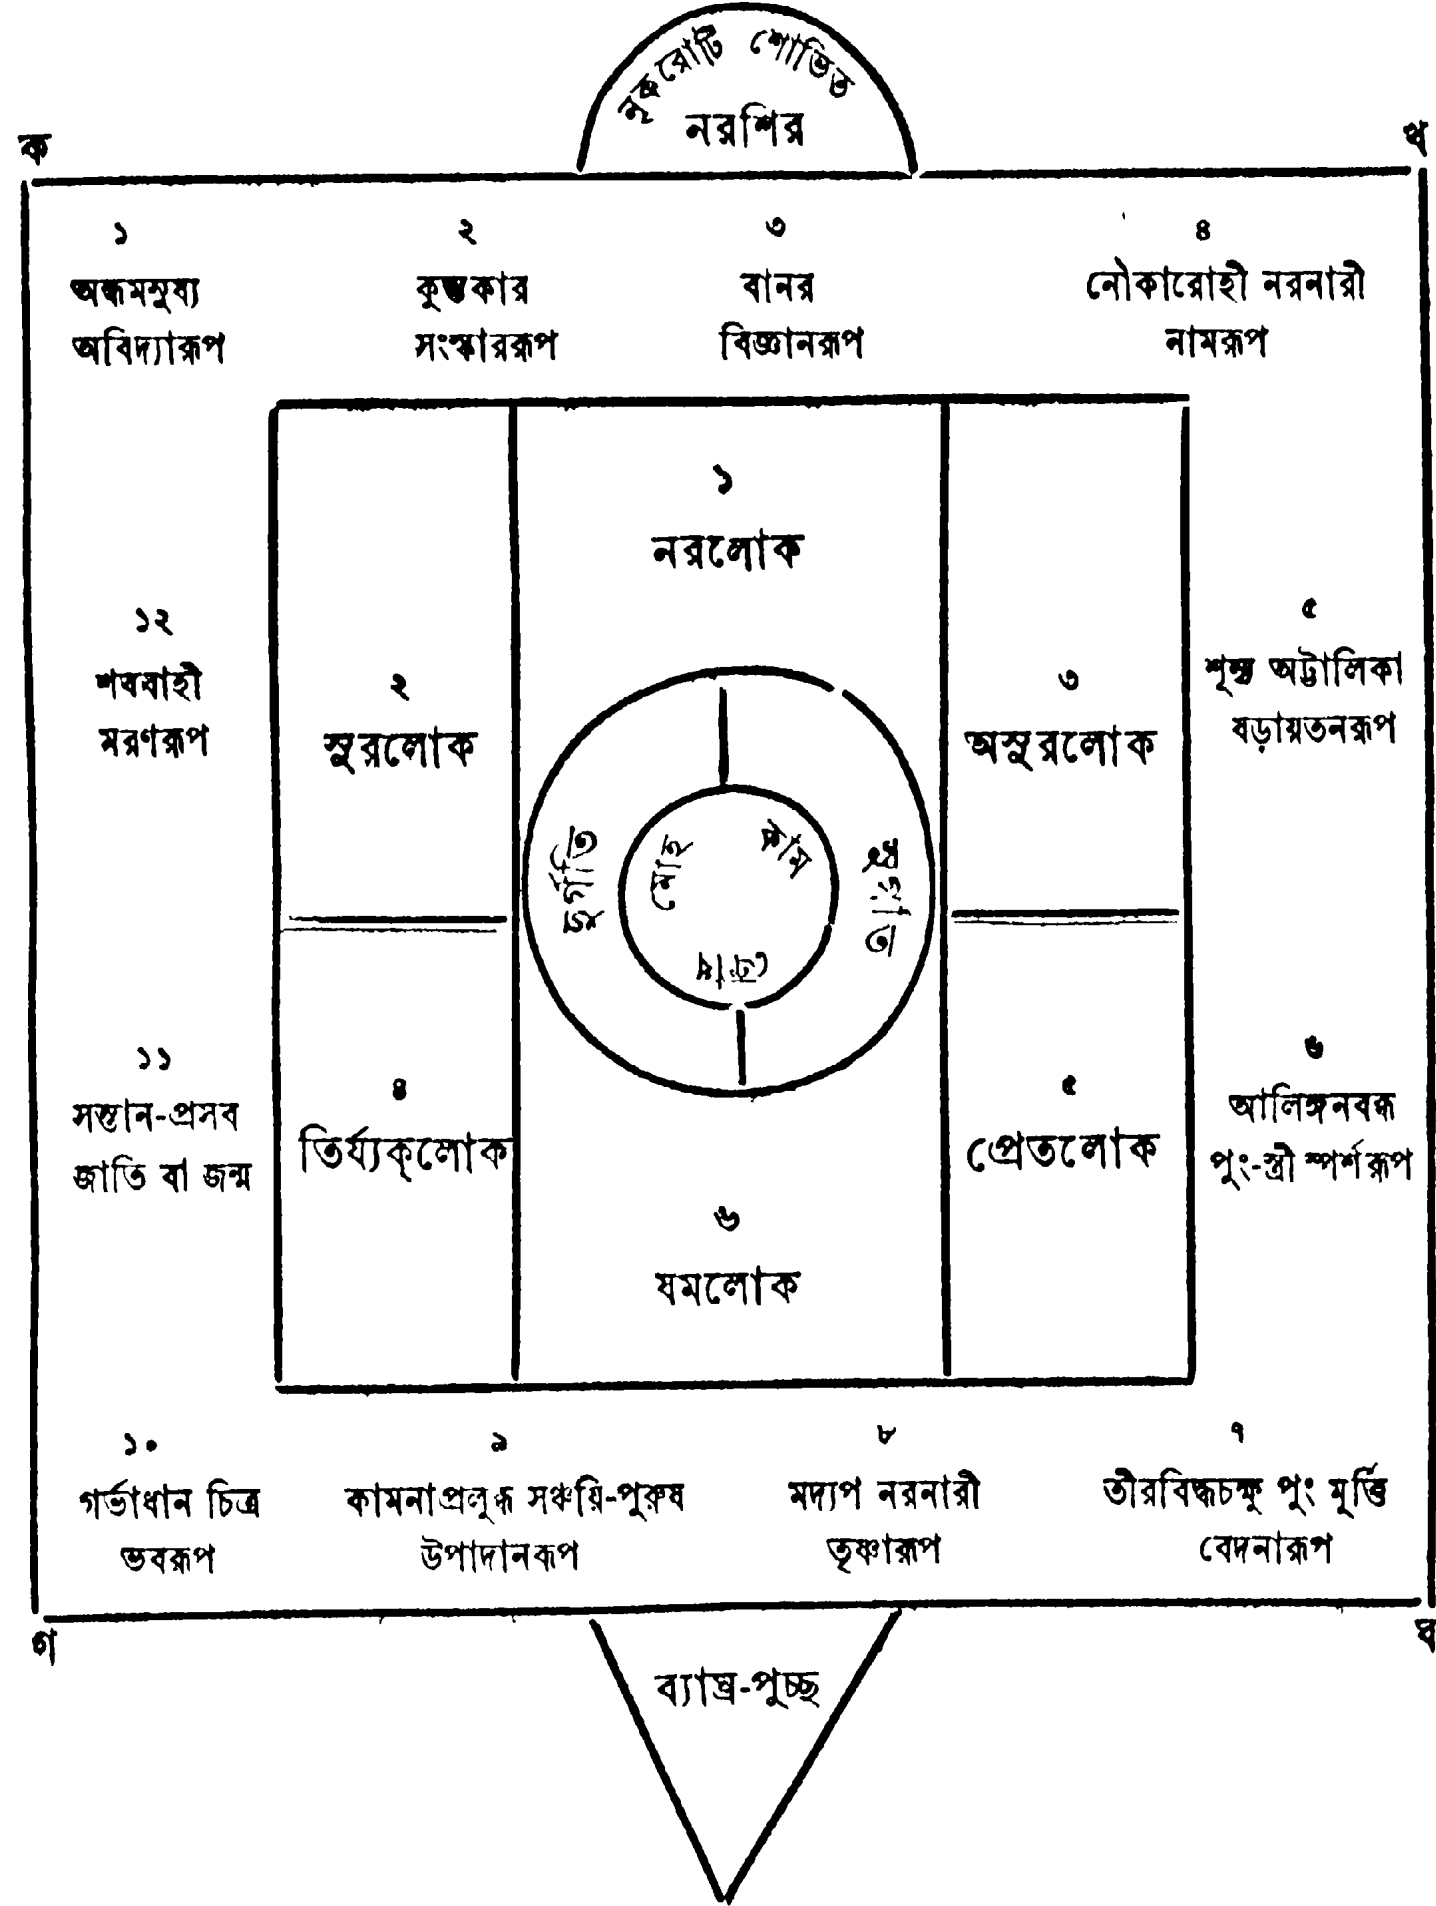 নৃকরোটি শোভিত
নরশির
ক
খ
১
অন্ধমনুষ্য
অবিদ্যারূপ
২
কুম্ভকার
সংস্কাররূপ
৩
বানর
বিজ্ঞানরূপ
৪
নৌকারোহী নরনারী
নামরূপ
১
নরলোক
১২
শববাহী
মরণরূপ
২
সুরলোক
৩
অসুরলোক
৫
শূন্য অট্টালিকা
ষড়ায়তনরূপ
দুর্গতি
মোহ
কাম
সুগতি
১১
সন্তান-প্রসব
জাতি বা জন্ম
৪
তির্য্যক্‌লোক
৫
প্রেতলোক
৬
আলিঙ্গনবদ্ধ
পুং-স্ত্রী স্পর্শরূপ
৬
যমলোক
১০
গর্ভাধান চিত্র
ভবরূপ
৯
কামনাপ্রলুব্ধ সঞ্চয়ি-পুরুষ
উপাদানরূপ
৮
মদ্যপ নরনারী
তৃষ্ণারূপ
৭
তীরবিদ্ধচক্ষু পুং মূর্ত্তি
বেদনারূপ
গ
ঘ
ব্যাঘ্র-পুচ্ছ